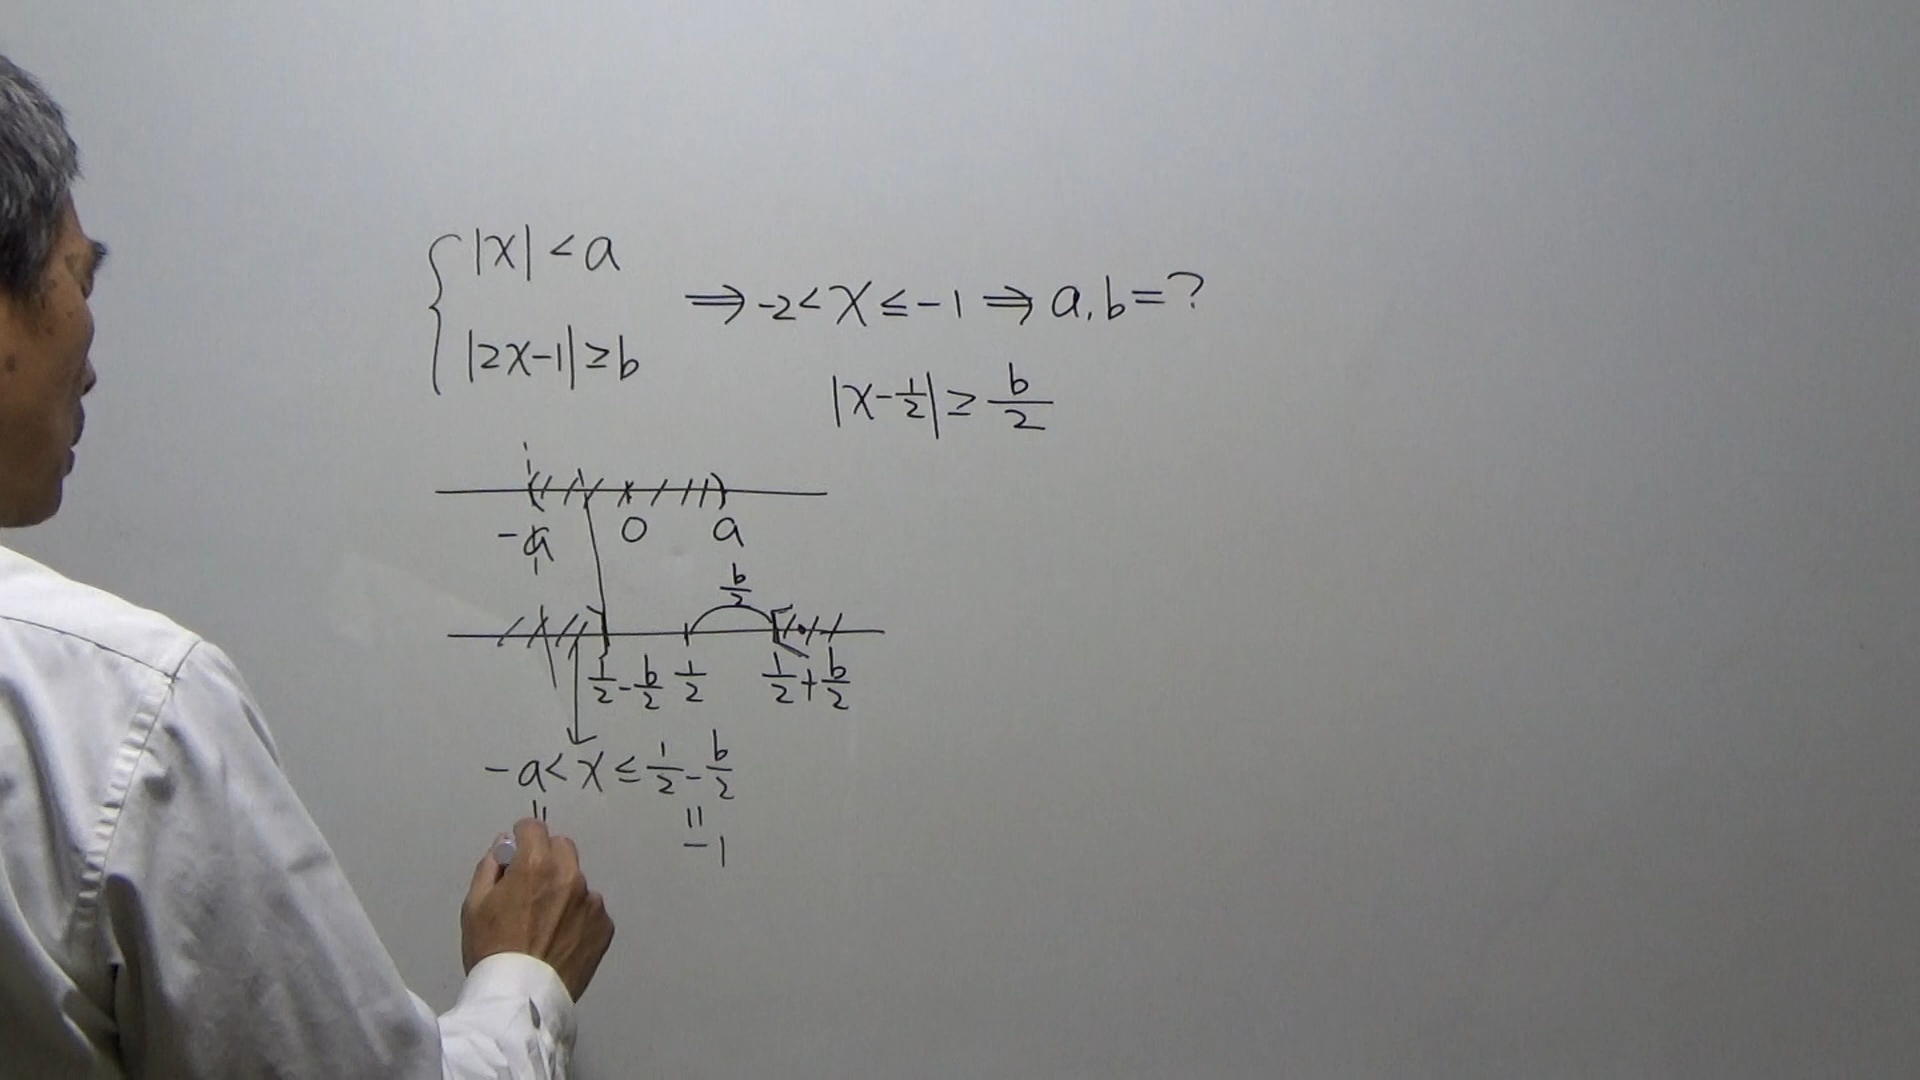 |x| < a
|2x-1| ≥ b
⇒ -2 < x ≤ -1 ⇒ a, b = ?
|x - 1/2| ≥ b/2
-a 0 a
b/2
1/2 - b/2 1/2 1/2 + b/2
-a < x ≤ 1/2 - b/2
= =
-1